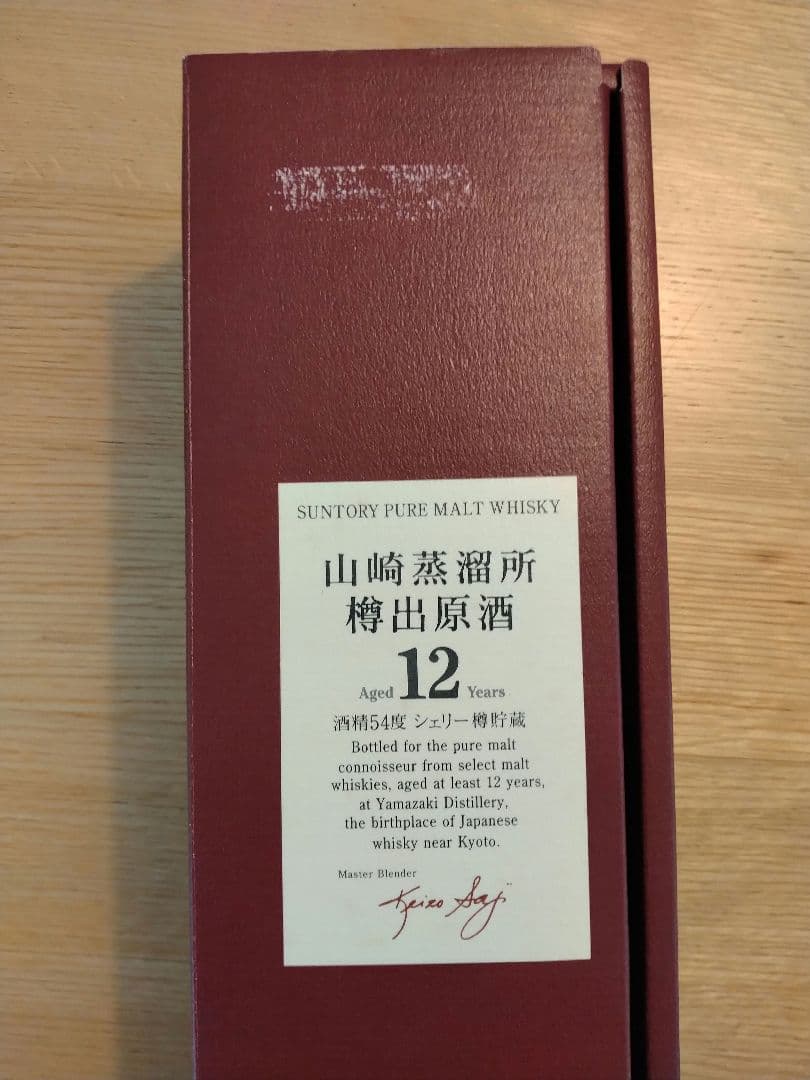 SUNTORY PURE MALT WHISKY
山崎蒸溜所
樽出原酒
Aged 12 Years
酒精54度 シェリー樽貯蔵
Bottled for the pure malt
connoisseur from select malt
whiskies, aged at least 12 years,
at Yamazaki Distillery,
the birthplace of Japanese
whisky near Kyoto.
Master Blender
Keizo Saji